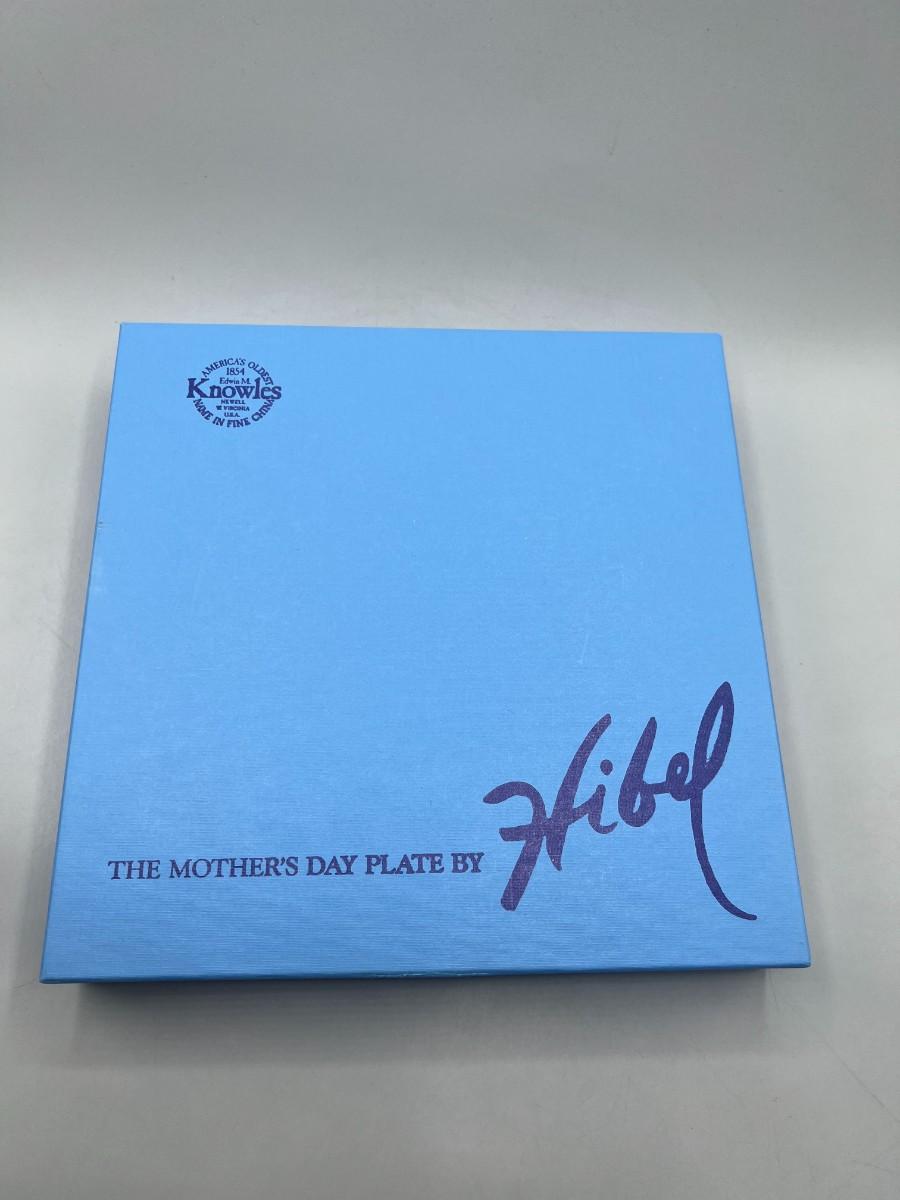 AMERICA'S OLDEST
1854
Edwin M.
Knowles
NEWELL
W VIRGINIA
U.S.A.
NAME IN FINE CHINA
THE MOTHER'S DAY PLATE BY Hibel